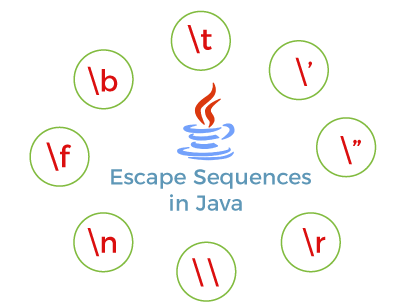 \t
\b
\'
\f
\”
Escape Sequences
in Java
\n
\r
\\